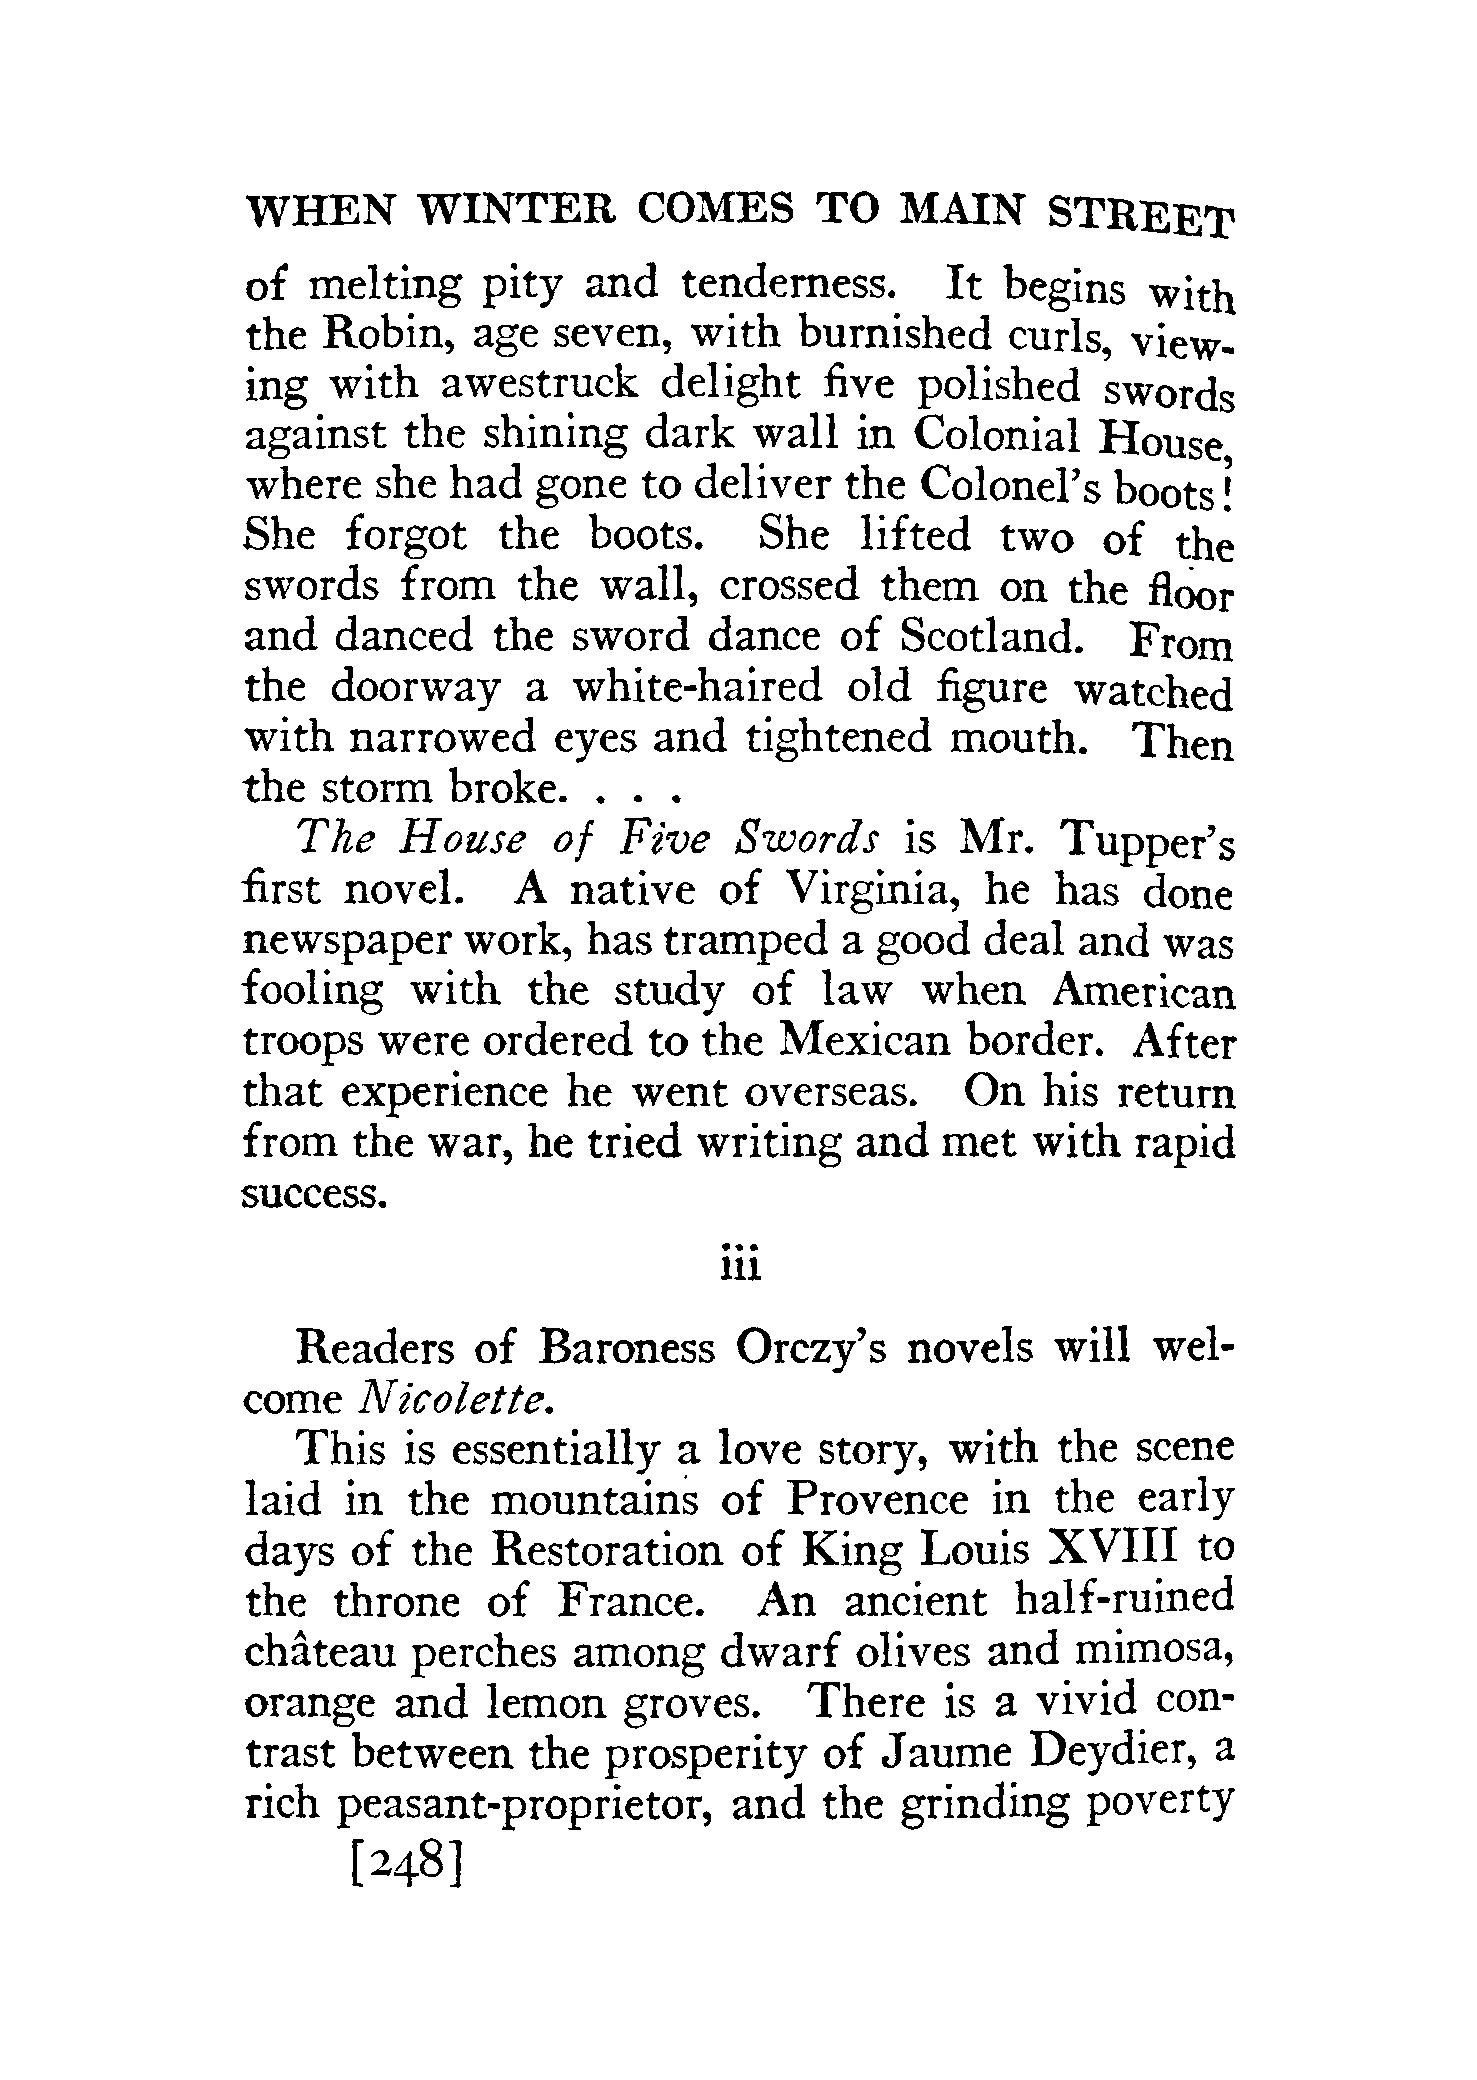 WHEN WINTER COMES TO MAIN STREET
of melting pity and tenderness. It begins with
the Robin, age seven, with burnished curls, view-
ing with awestruck delight five polished swords
against the shining dark wall in Colonial House,
where she had gone to deliver the Colonel's boots!
She forgot the boots. She lifted two of the
swords from the wall, crossed them on the floor
and danced the sword dance of Scotland. From
the doorway a white-haired old figure watched
with narrowed eyes and tightened mouth. Then
the storm broke. . . .
The House of Five Swords is Mr. Tupper's
first novel. A native of Virginia, he has done
newspaper work, has tramped a good deal and was
fooling with the study of law when American
troops were ordered to the Mexican border. After
that experience he went overseas. On his return
from the war, he tried writing and met with rapid
success.
iii
Readers of Baroness Orczy's novels will wel-
come Nicolette.
This is essentially a love story, with the scene
laid in the mountains of Provence in the early
days of the Restoration of King Louis XVIII to
the throne of France. An ancient half-ruined
château perches among dwarf olives and mimosa,
orange and lemon groves. There is a vivid con-
trast between the prosperity of Jaume Deydier, a
rich peasant-proprietor, and the grinding poverty
[248]